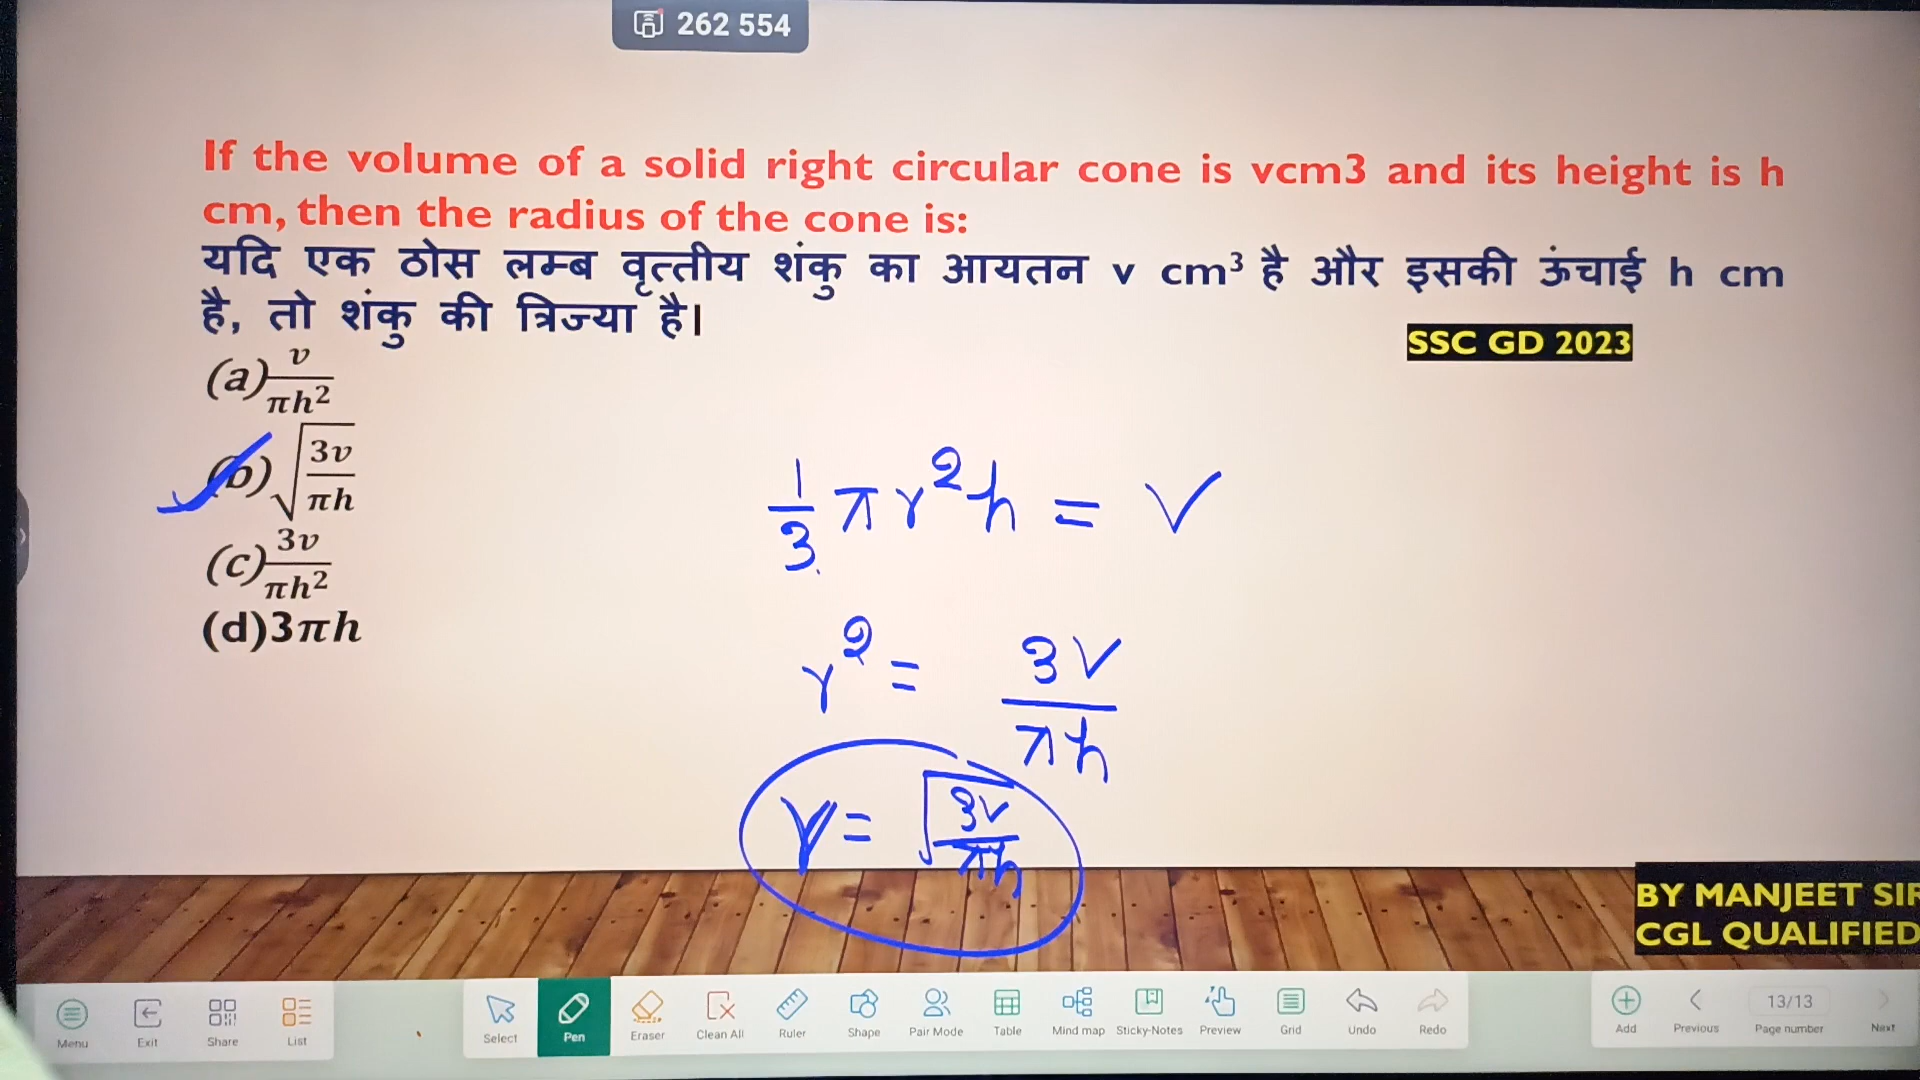 262 554
If the volume of a solid right circular cone is vcm3 and its height is h
cm, then the radius of the cone is:
यदि एक ठोस लम्ब वृत्तीय शंकु का आयतन v cm³ है और इसकी ऊंचाई h cm
है, तो शंकु की त्रिज्या है।
SSC GD 2023
(a) v/πh²
(b) √(3v/πh)
(c) 3v/πh²
(d)3πh
1/3 πr²h = V
r² = 3V/πh
r = √(3V/πh)
BY MANJEET SIR
CGL QUALIFIED
Menu Exit Share List Select Pen Eraser Clean All Ruler Shape Pair Mode Table Mind map Sticky-Notes Preview Grid Undo Redo Add Previous 13/13 Page number Next